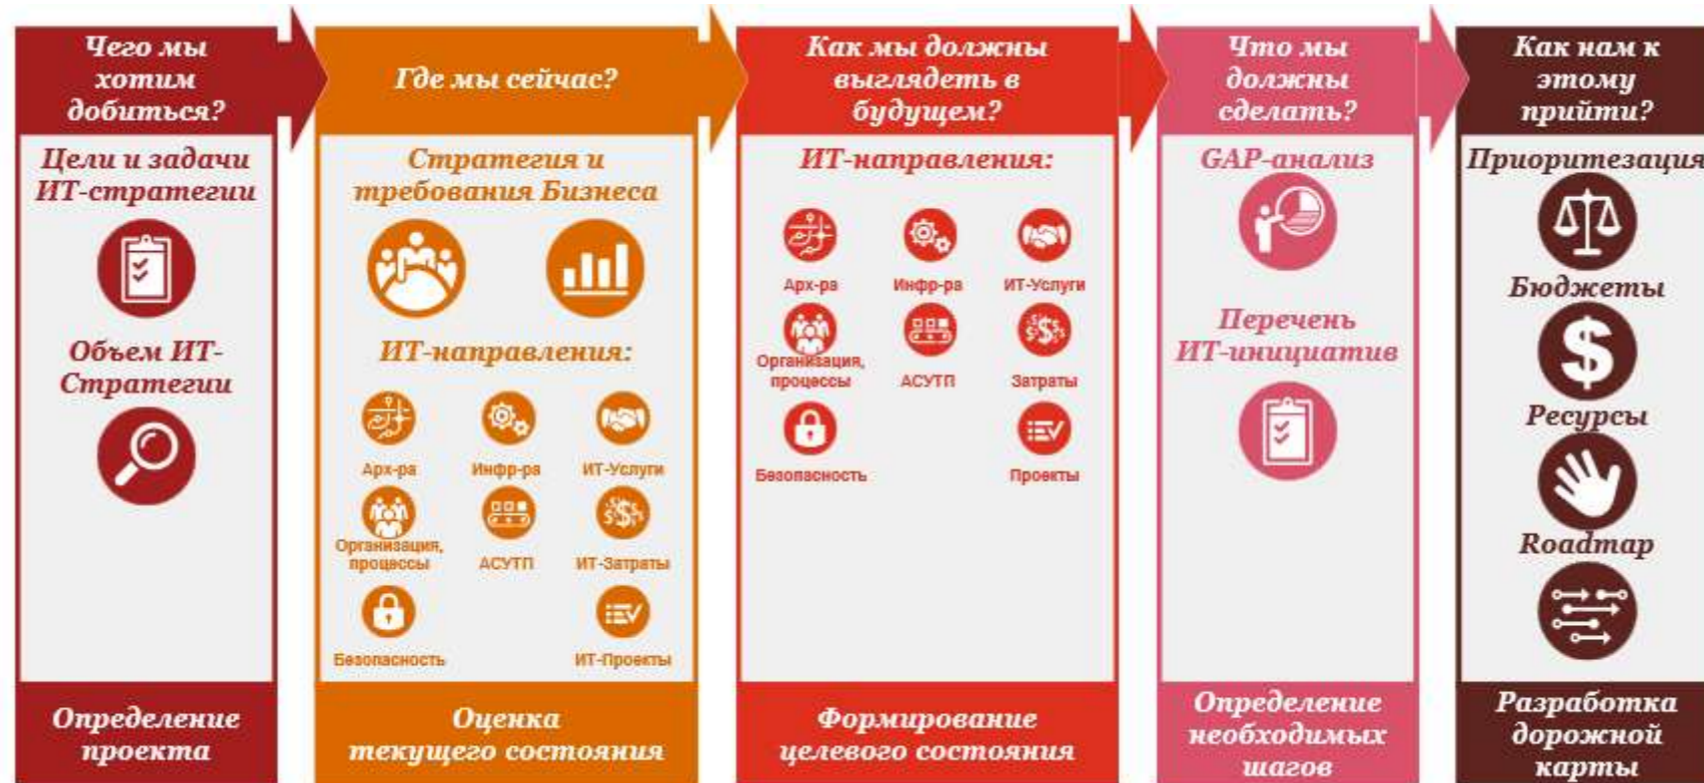 Чего мы
хотим
добиться?
Цели и задачи
ИТ-стратегии
Объем ИТ-
Стратегии
Определение
проекта
Где мы сейчас?
Стратегия и
требования Бизнеса
ИТ-направления:
Арх-ра Инфр-ра ИТ-Услуги
Организация,
процессы АСУТП ИТ-Затраты
Безопасность ИТ-Проекты
Оценка
текущего состояния
Как мы должны
выглядеть в
будущем?
ИТ-направления:
Арх-ра Инфр-ра ИТ-Услуги
Организация,
процессы АСУТП Затраты
Безопасность Проекты
Формирование
целевого состояния
Что мы
должны
сделать?
GAP-анализ
Перечень
ИТ-инициатив
Определение
необходимых
шагов
Как нам к
этому
прийти?
Приоритезация
Бюджеты
Ресурсы
Roadmap
Разработка
дорожной
карты